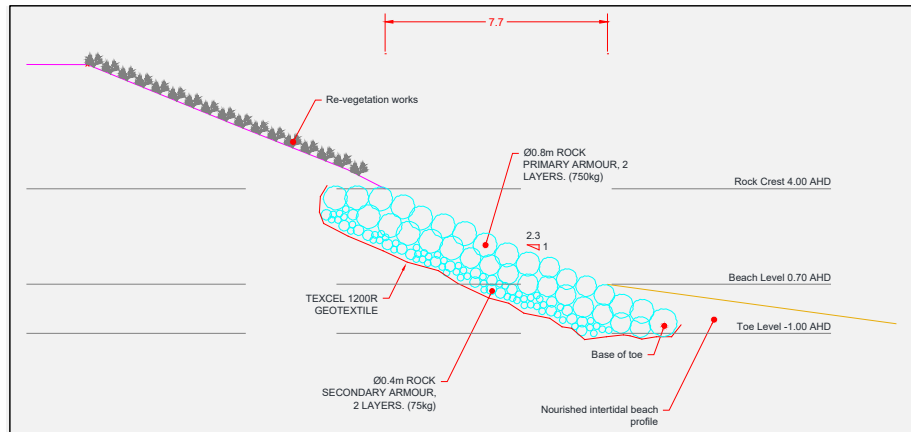 7.7
Re-vegetation works
Ø0.8m ROCK
PRIMARY ARMOUR, 2
LAYERS. (750kg)
Rock Crest 4.00 AHD
2.3
1
Beach Level 0.70 AHD
TEXCEL 1200R
GEOTEXTILE
Toe Level -1.00 AHD
Base of toe
Ø0.4m ROCK
SECONDARY ARMOUR,
2 LAYERS. (75kg)
Nourished intertidal beach
profile